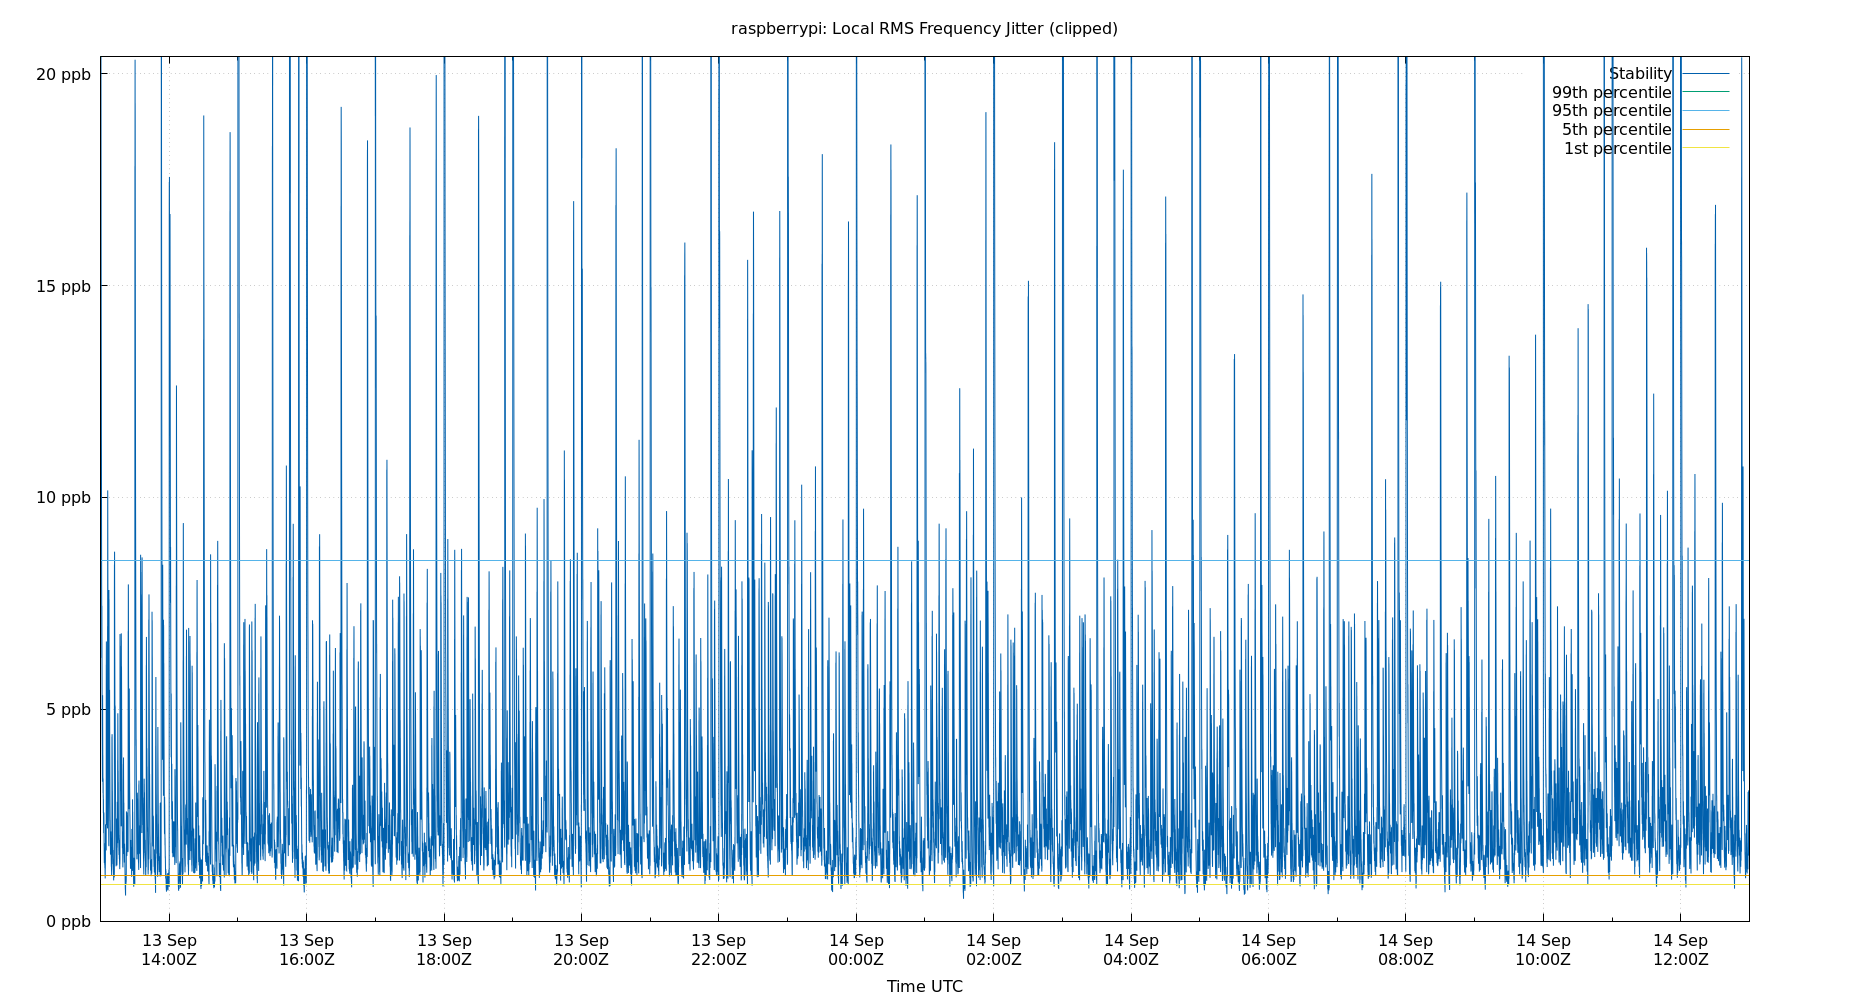 raspberrypi: Local RMS Frequency Jitter (clipped)
20 ppb
15 ppb
10 ppb
5 ppb
0 ppb
Stability
99th percentile
95th percentile
5th percentile
1st percentile
13 Sep 13 Sep 13 Sep 13 Sep 13 Sep 14 Sep 14 Sep 14 Sep 14 Sep 14 Sep 14 Sep 14 Sep
14:00Z 16:00Z 18:00Z 20:00Z 22:00Z 00:00Z 02:00Z 04:00Z 06:00Z 08:00Z 10:00Z 12:00Z
Time UTC